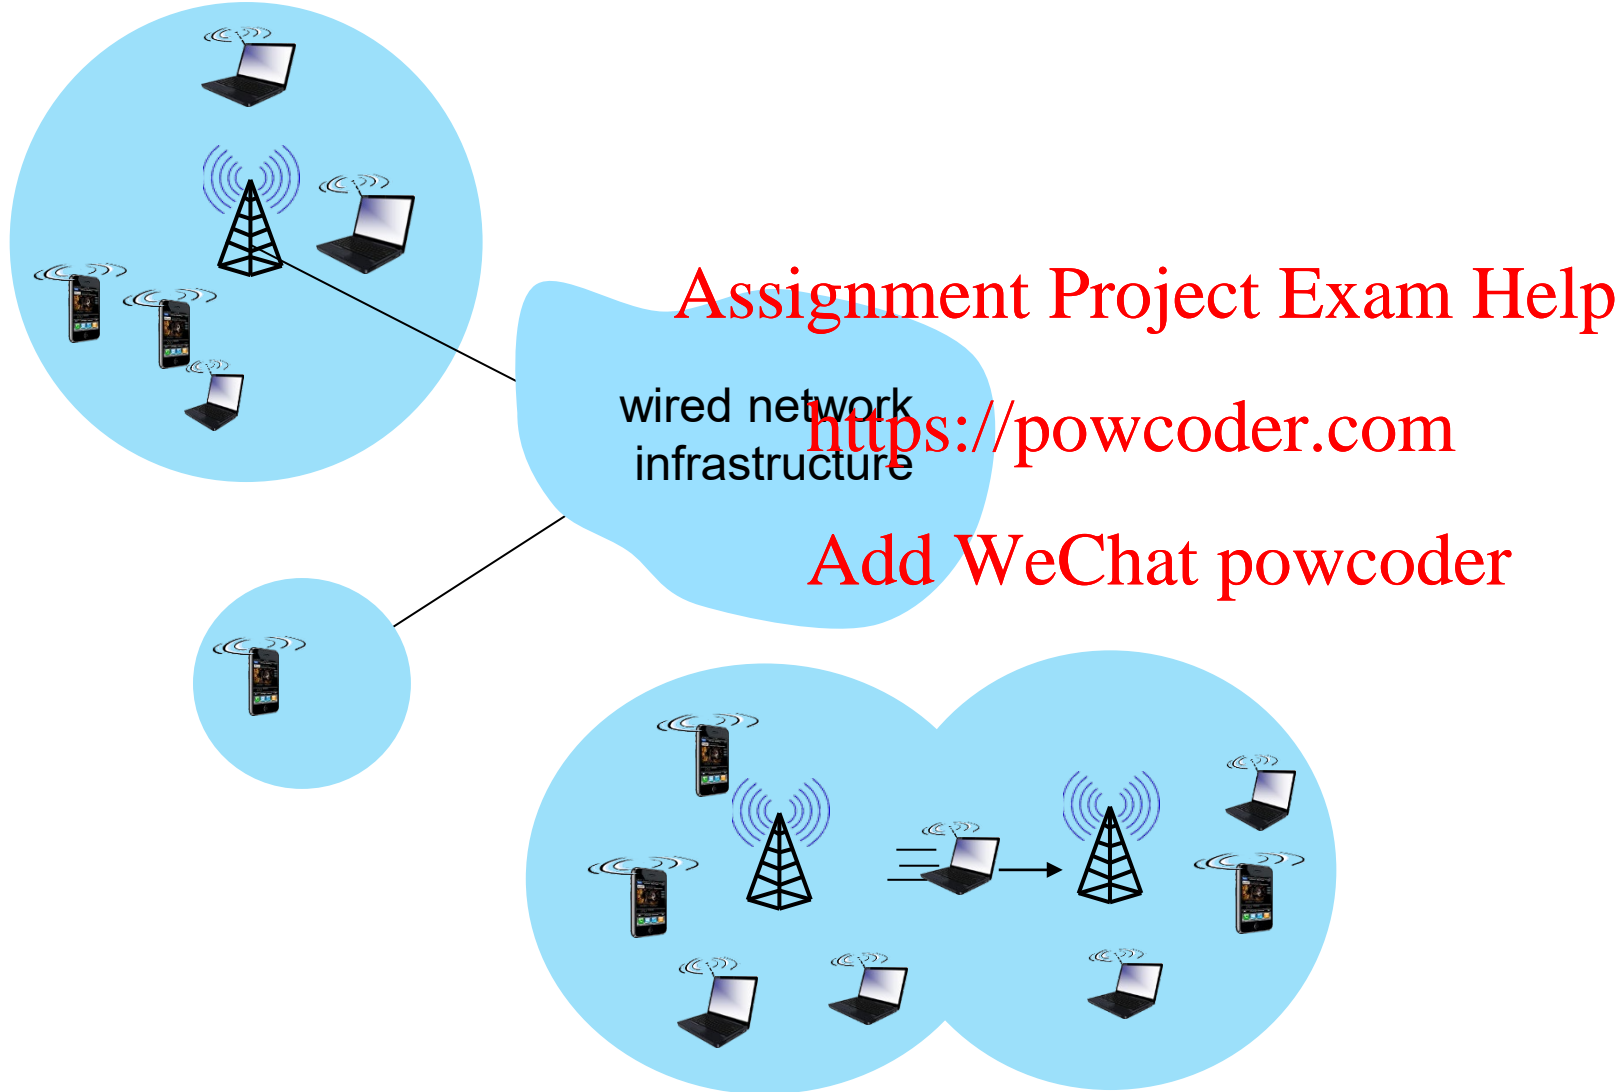 Assignment Project Exam Help
wired network
infrastructure
https://powcoder.com
Add WeChat powcoder